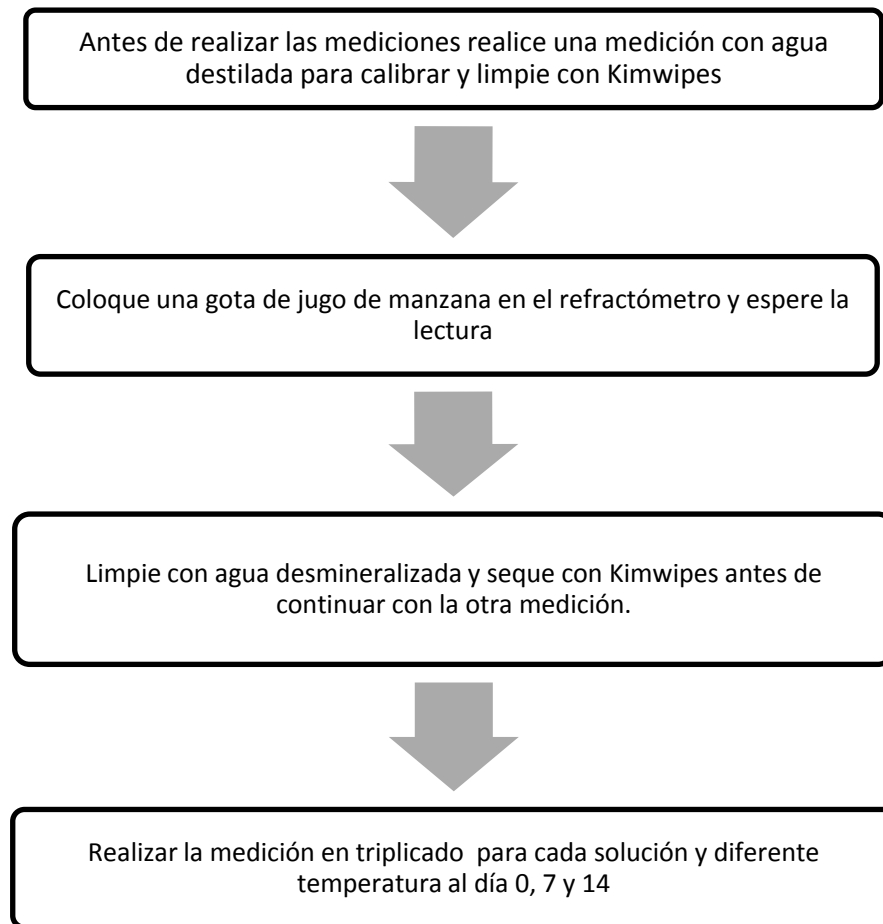 Antes de realizar las mediciones realice una medición con agua
destilada para calibrar y limpie con Kimwipes
Coloque una gota de jugo de manzana en el refractómetro y espere la
lectura
Limpie con agua desmineralizada y seque con Kimwipes antes de
continuar con la otra medición.
Realizar la medición en triplicado  para cada solución y diferente
temperatura al día 0, 7 y 14